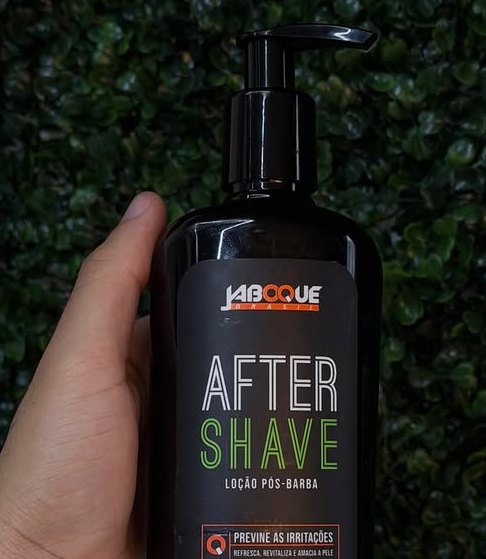 JABOQUE
BRASIL
AFTER
SHAVE
LOÇÃO PÓS-BARBA
PREVINE AS IRRITAÇÕES
REFRESCA, REVITALIZA E AMACIA A PELE